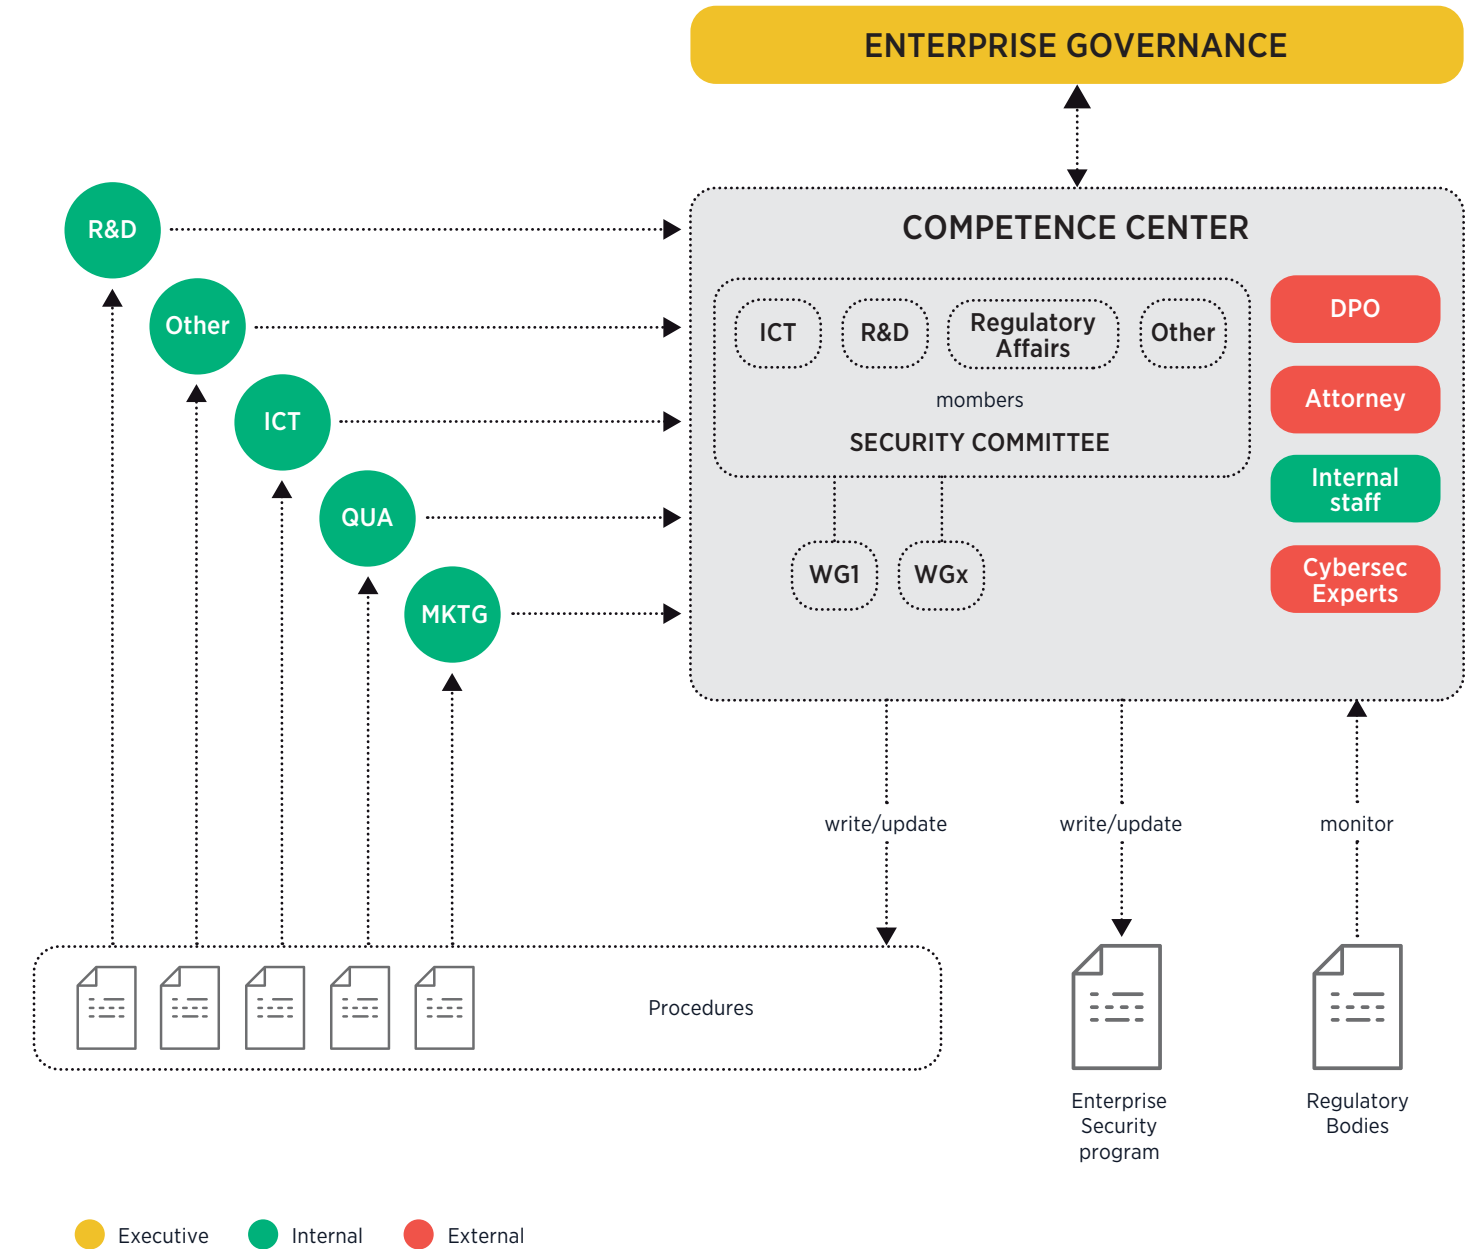 ENTERPRISE GOVERNANCE
COMPETENCE CENTER
R&D
Other
ICT
QUA
MKTG
ICT
R&D
Regulatory
Affairs
Other
mombers
SECURITY COMMITTEE
WG1
WGx
DPO
Attorney
Internal
staff
Cybersec
Experts
write/update
write/update
monitor
Procedures
Enterprise
Security
program
Regulatory
Bodies
Executive
Internal
External